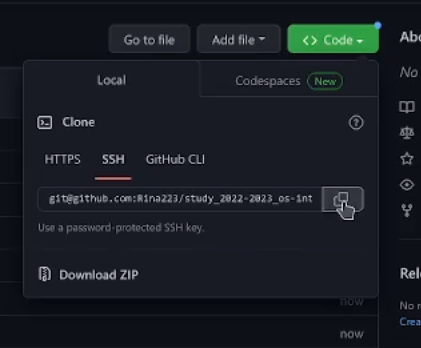 Go to file
Add file
<> Code
Abo
No
Local
Codespaces New
Clone
HTTPS SSH GitHub CLI
git@github.com:Rina223/study_2022-2023_os-int
Use a password-protected SSH key.
Download ZIP
Rel
No r
Crea
now
now